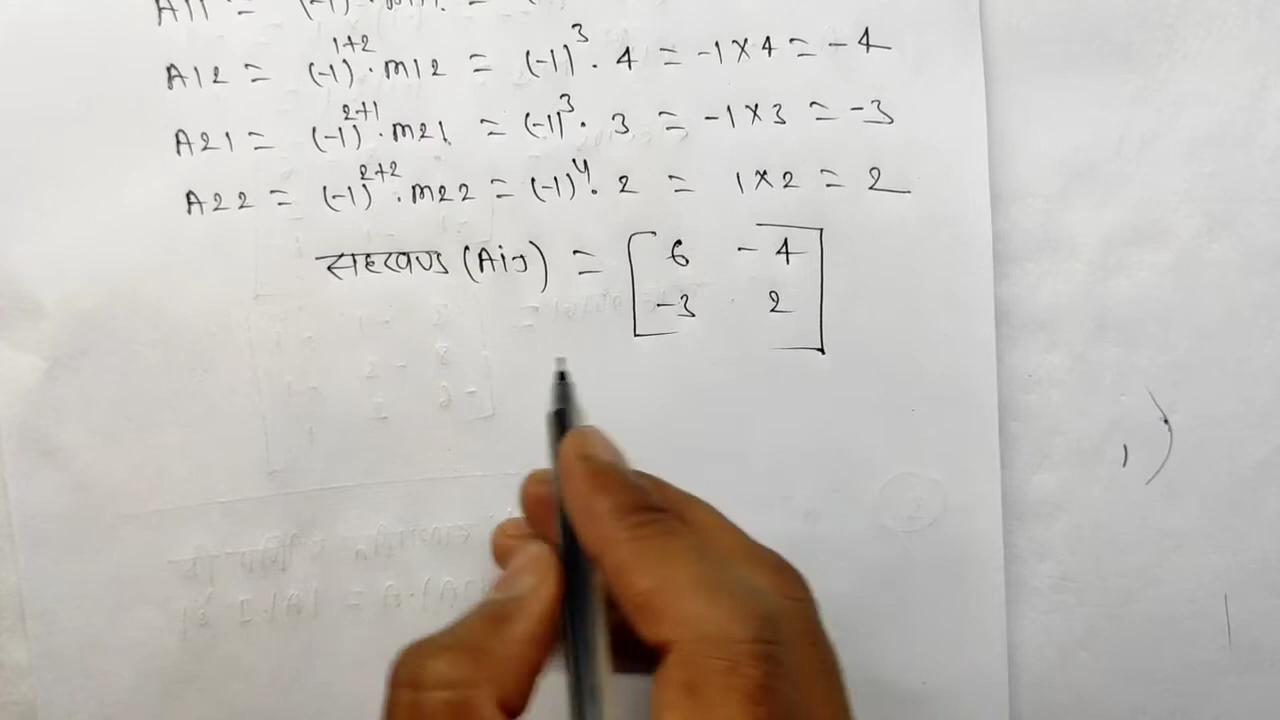 A11 =
A12 = (-1)^1+2 . m12 = (-1)^3 . 4 = -1 × 4 = -4
A21 = (-1)^2+1 . m21 = (-1)^3 . 3 = -1 × 3 = -3
A22 = (-1)^2+2 . m22 = (-1)^4 . 2 = 1 × 2 = 2
सहखण्ड (Aij) = [ 6 -4
-3 2 ]